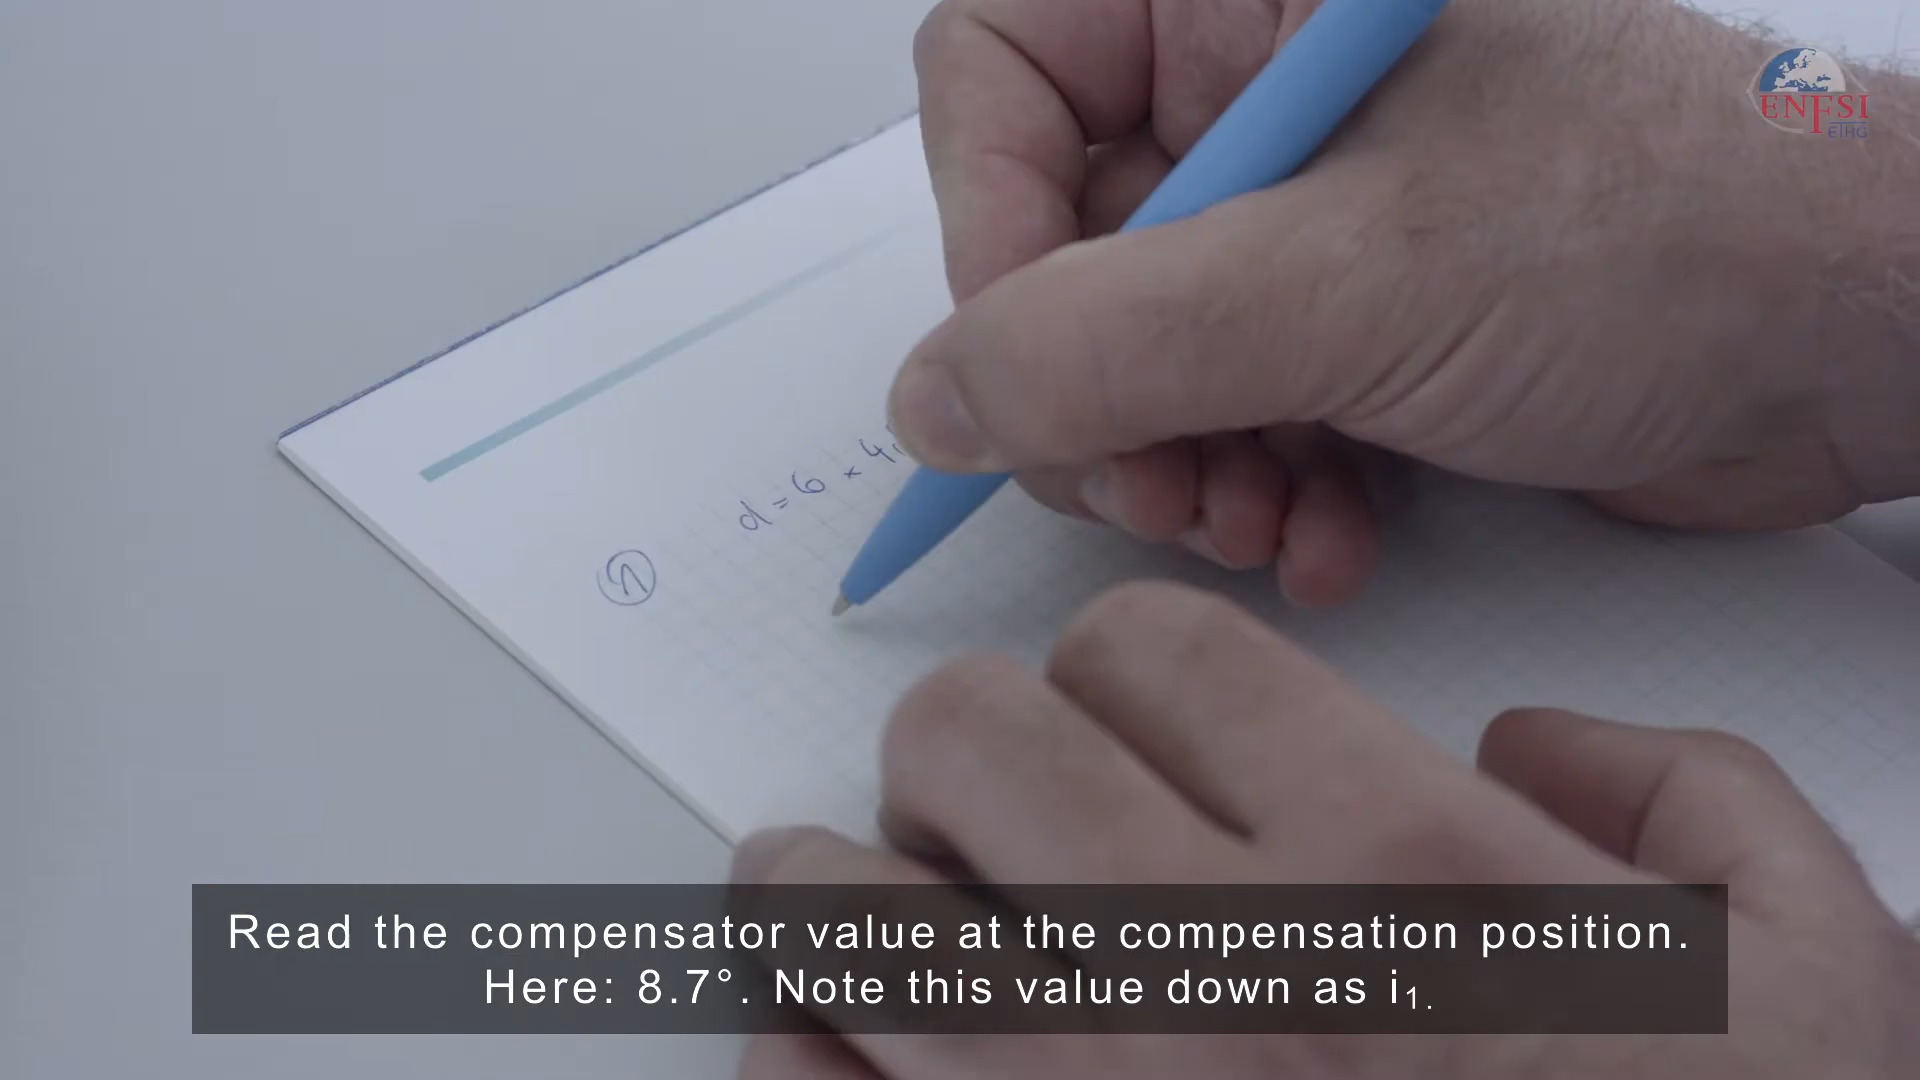 ENFSI
ETHG
d = 6 × 4
1
Read the compensator value at the compensation position.
Here: 8.7°. Note this value down as i₁.